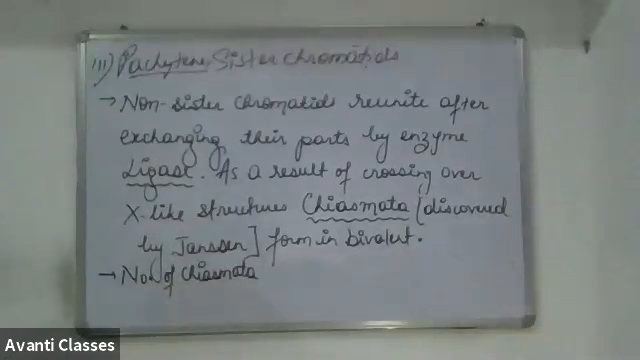 III) Pachytene Sister chromatids
→ Non-sister chromatids reunite after
exchanging their parts by enzyme
Ligase. As a result of crossing over
X-like structures Chiasmata [discovered
by Janssen] form in bivalent.
→ No. of chiasmata
Avanti Classes